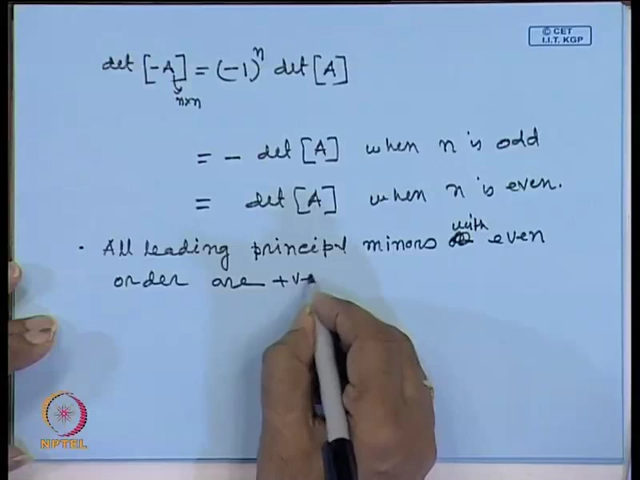 © CET
I.I.T. KGP
det [-A] = (-1)^n det [A]
n×n
= - det [A] when n is odd
= det [A] when n is even.
· All leading principal minors with even
order are +ve
NPTEL